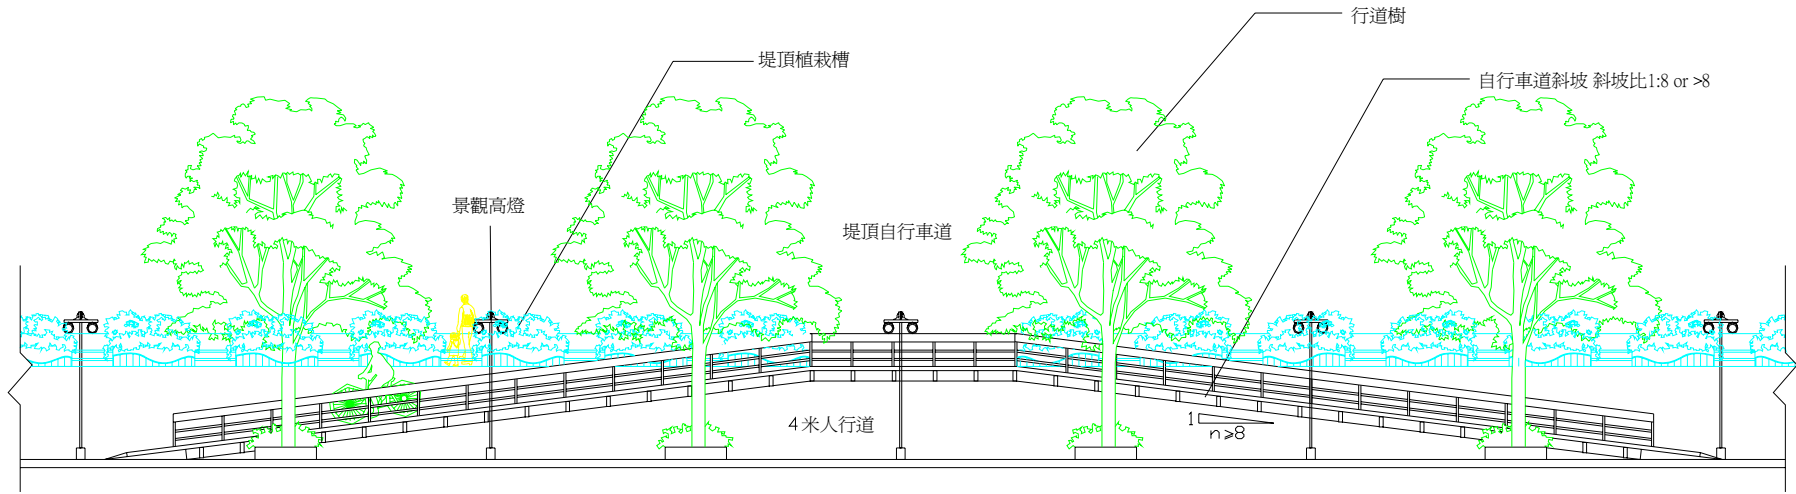 行道樹
堤頂植栽槽
自行車道斜坡 斜坡比1:8 or >8
景觀高燈
堤頂自行車道
4米人行道
1
n≥8